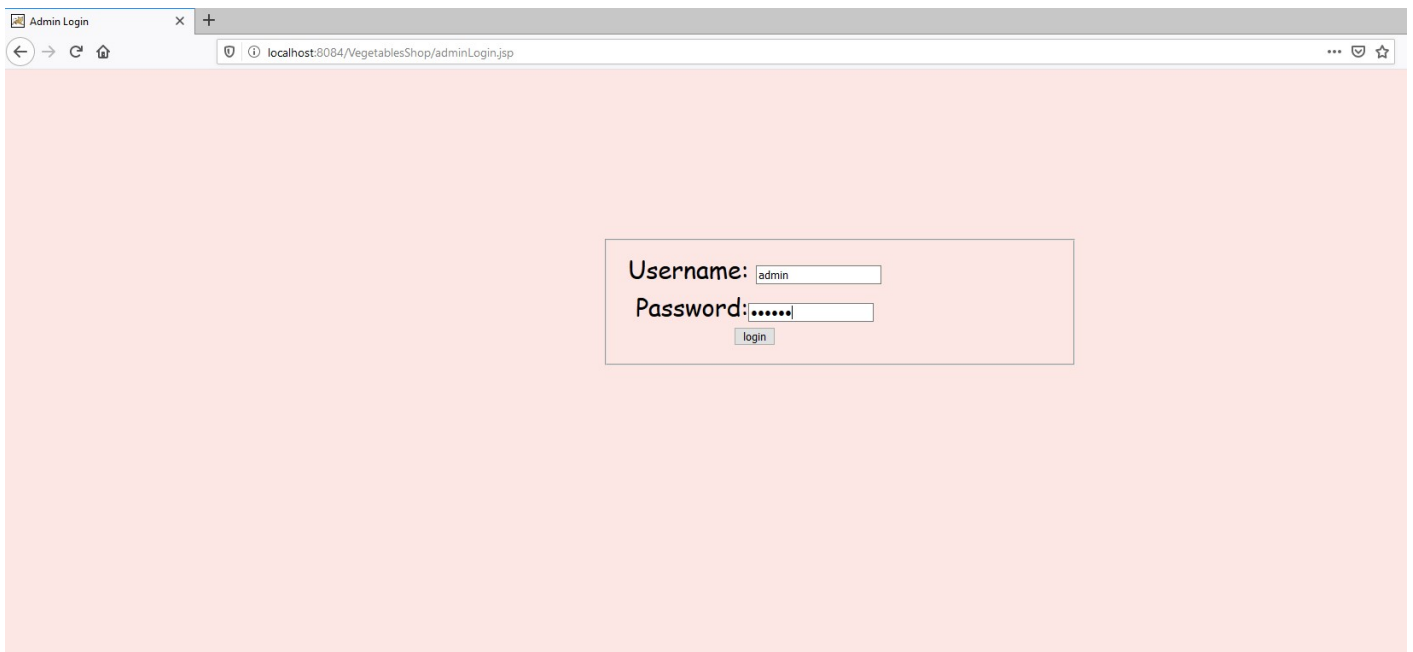 Admin Login
localhost:8084/VegetablesShop/adminLogin.jsp
Username: admin
Password: ••••••
login